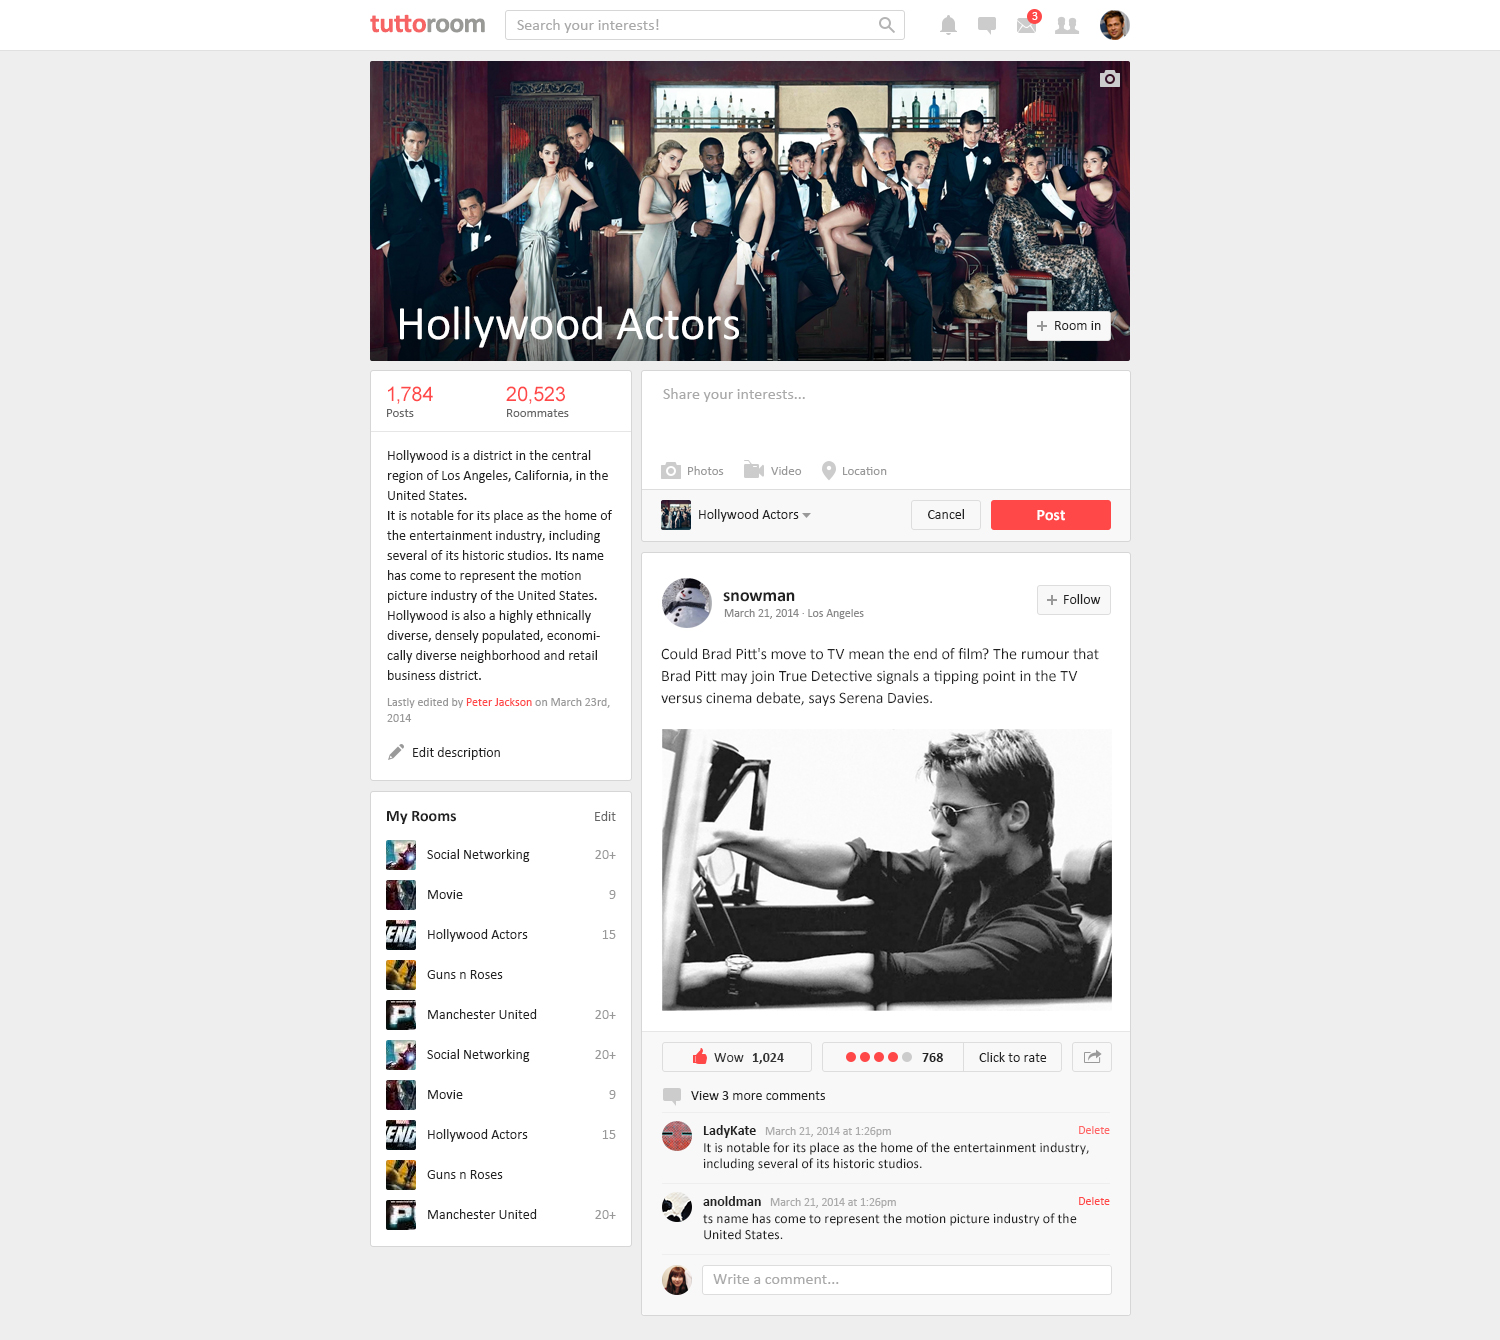 tuttoroom
Search your interests!
3
Hollywood Actors
+ Room in
1,784
Posts
20,523
Roommates
Hollywood is a district in the central
region of Los Angeles, California, in the
United States.
It is notable for its place as the home of
the entertainment industry, including
several of its historic studios. Its name
has come to represent the motion
picture industry of the United States.
Hollywood is also a highly ethnically
diverse, densely populated, economi-
cally diverse neighborhood and retail
business district.
Lastly edited by Peter Jackson on March 23rd,
2014
Edit description
My Rooms
Edit
Social Networking 20+
Movie 9
END
Hollywood Actors 15
Guns n Roses
P
Manchester United 20+
Social Networking 20+
Movie 9
END
Hollywood Actors 15
Guns n Roses
P
Manchester United 20+
Share your interests...
Photos
Video
Location
Hollywood Actors
Cancel
Post
snowman
March 21, 2014 · Los Angeles
+ Follow
Could Brad Pitt's move to TV mean the end of film? The rumour that
Brad Pitt may join True Detective signals a tipping point in the TV
versus cinema debate, says Serena Davies.
Wow 1,024
768
Click to rate
View 3 more comments
LadyKate March 21, 2014 at 1:26pm Delete
It is notable for its place as the home of the entertainment industry,
including several of its historic studios.
anoldman March 21, 2014 at 1:26pm Delete
ts name has come to represent the motion picture industry of the
United States.
Write a comment...